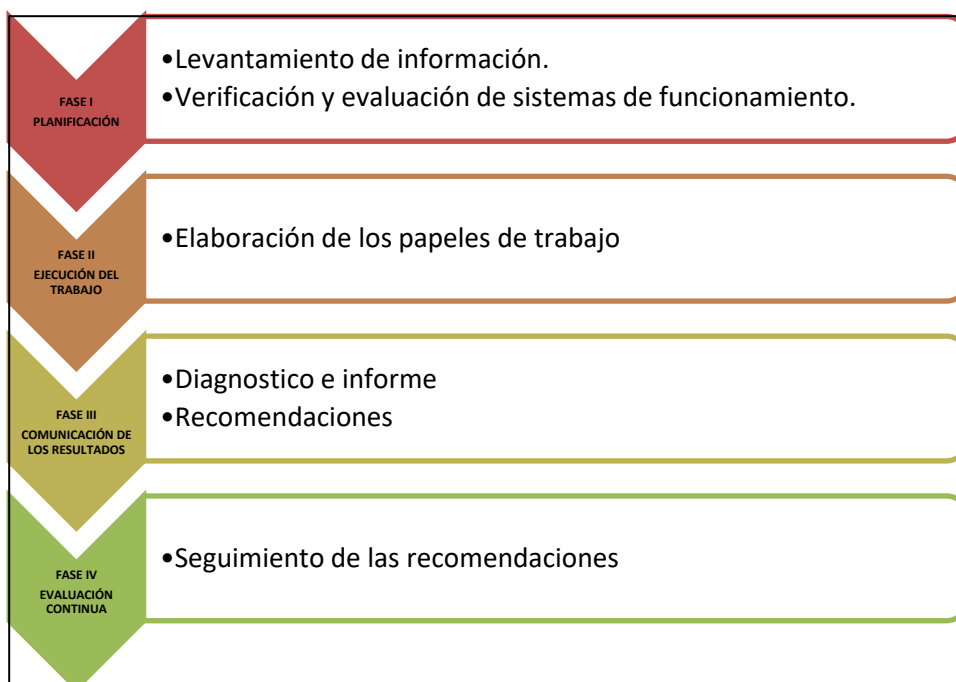 FASE I
PLANIFICACIÓN
•Levantamiento de información.
•Verificación y evaluación de sistemas de funcionamiento.
FASE II
EJECUCIÓN DEL
TRABAJO
•Elaboración de los papeles de trabajo
FASE III
COMUNICACIÓN DE
LOS RESULTADOS
•Diagnostico e informe
•Recomendaciones
FASE IV
EVALUACIÓN
CONTINUA
•Seguimiento de las recomendaciones